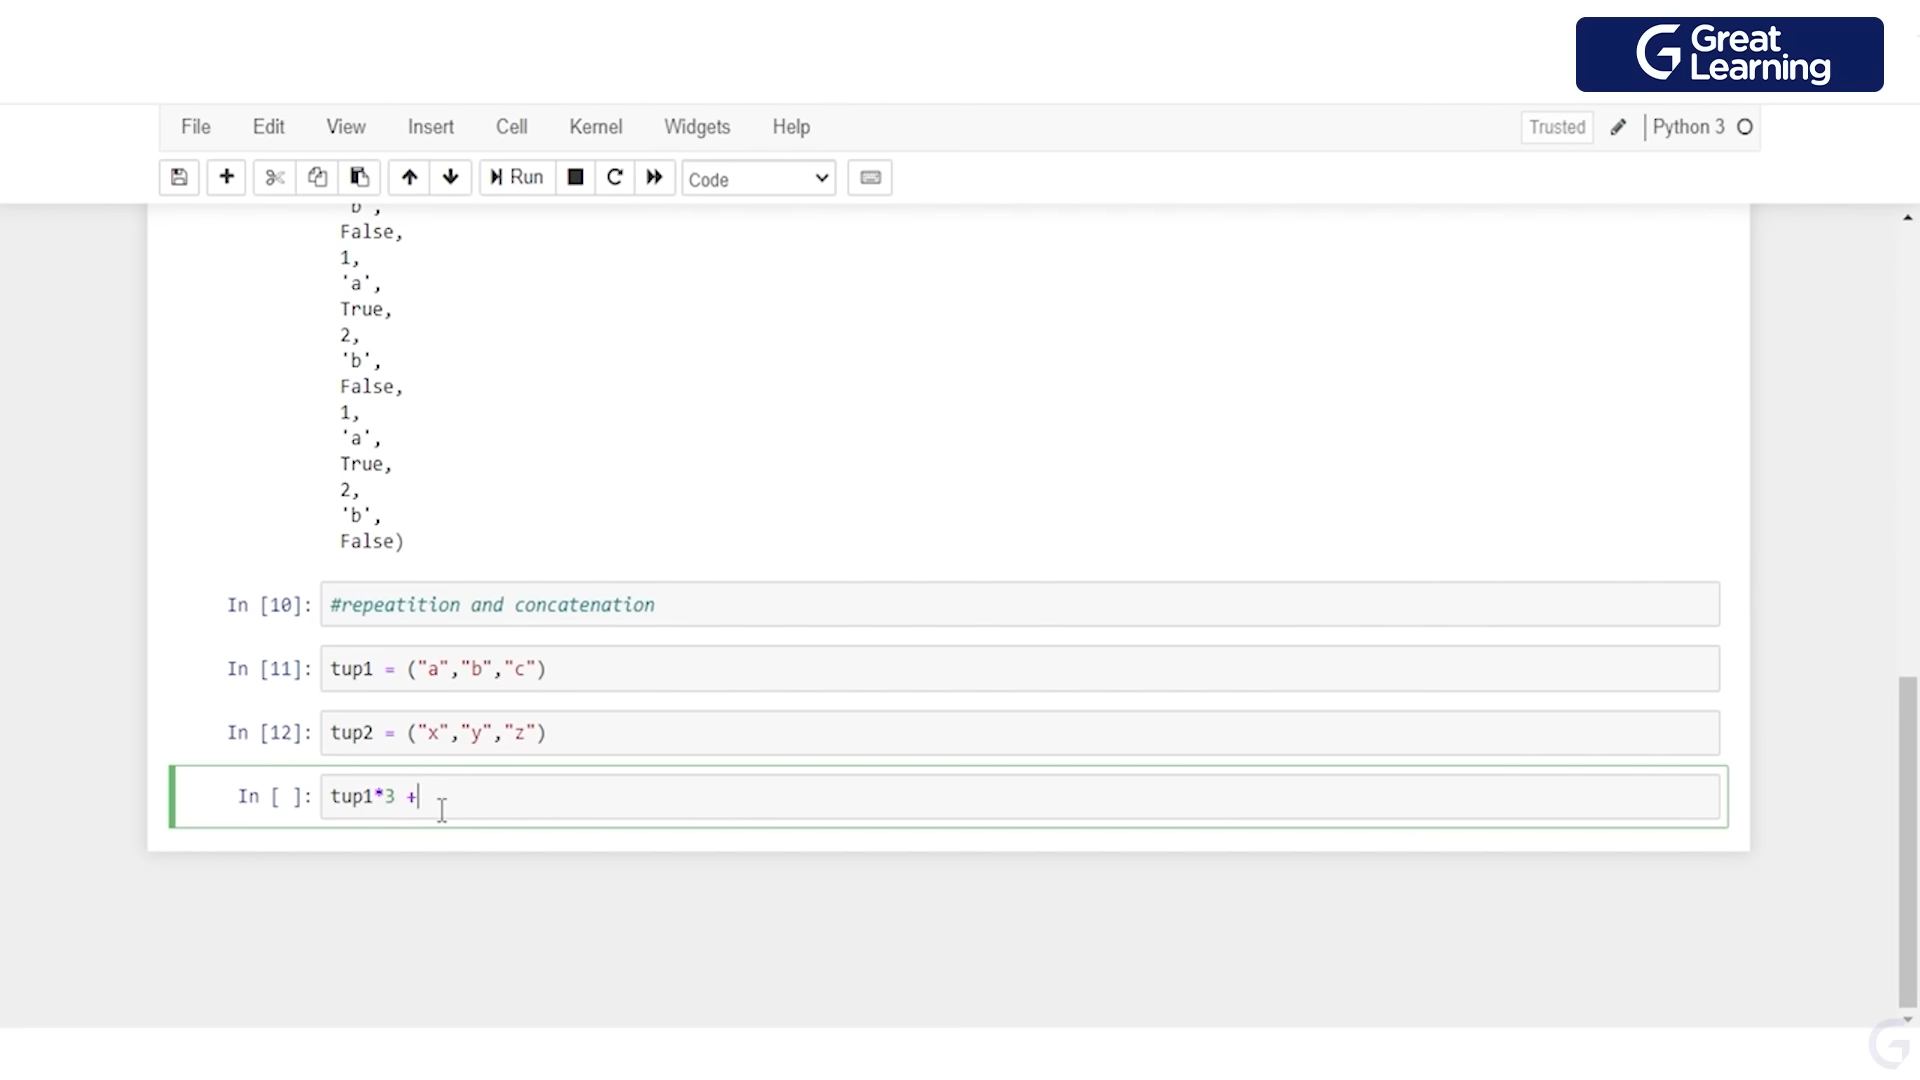 Great
Learning
File Edit View Insert Cell Kernel Widgets Help Trusted Python 3
Run Code
'b',
False,
1,
'a',
True,
2,
'b',
False,
1,
'a',
True,
2,
'b',
False)
In [10]: #repeatition and concatenation
In [11]: tup1 = ("a","b","c")
In [12]: tup2 = ("x","y","z")
In [ ]: tup1*3 +